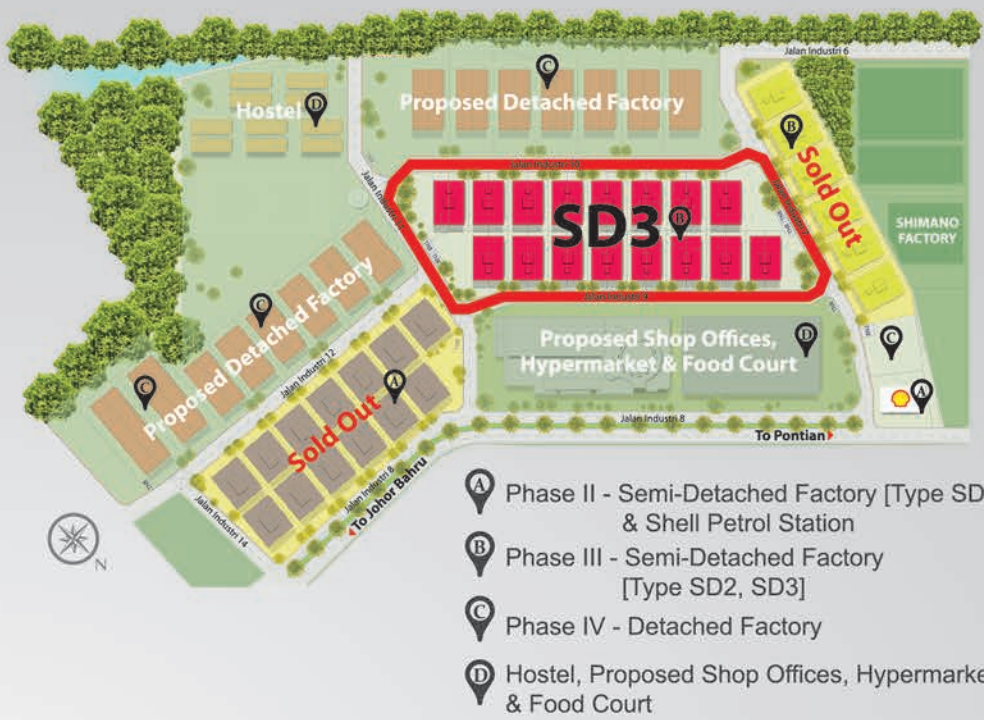 Jalan Industri 6
C
Hostel D
Proposed Detached Factory
B
Sold Out
SHIMANO
FACTORY
Jalan Industri 10
SD3 B
Jalan Industri 9
C
Proposed Detached Factory
C
Jalan Industri 12
A
Sold Out
Proposed Shop Offices,
Hypermarket & Food Court
D
C
A
Jalan Industri 8
To Pontian
Jalan Industri 8
To Johor Bahru
Jalan Industri 14
N
A Phase II - Semi-Detached Factory [Type SD
& Shell Petrol Station
B Phase III - Semi-Detached Factory
[Type SD2, SD3]
C Phase IV - Detached Factory
D Hostel, Proposed Shop Offices, Hypermarke
& Food Court